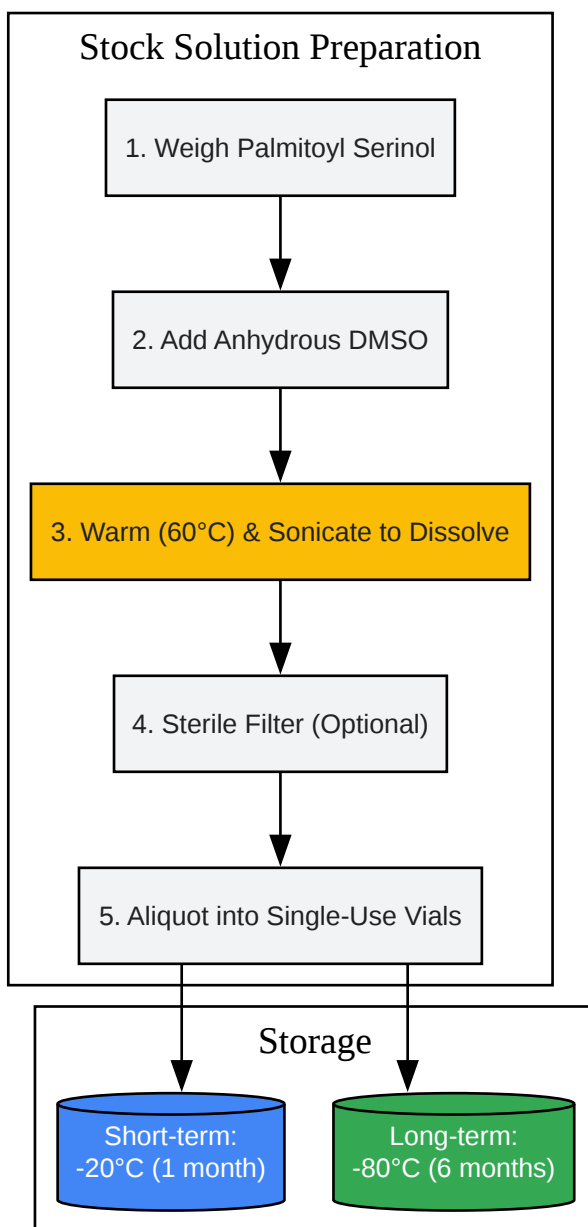 Stock Solution Preparation
1. Weigh Palmitoyl Serinol
2. Add Anhydrous DMSO
3. Warm (60°C) & Sonicate to Dissolve
4. Sterile Filter (Optional)
5. Aliquot into Single-Use Vials
Storage
Short-term:
-20°C (1 month)
Long-term:
-80°C (6 months)